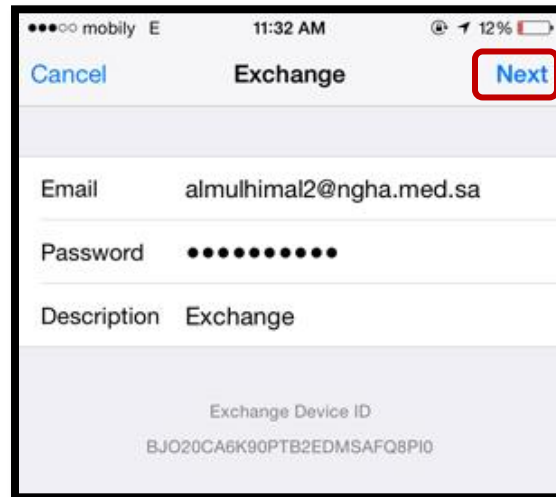 mobily E 11:32 AM 12%
Cancel Exchange Next
Email almulhimal2@ngha.med.sa
Password ●●●●●●●●●●
Description Exchange
Exchange Device ID
BJO20CA6K90PTB2EDMSAFQ8PI0